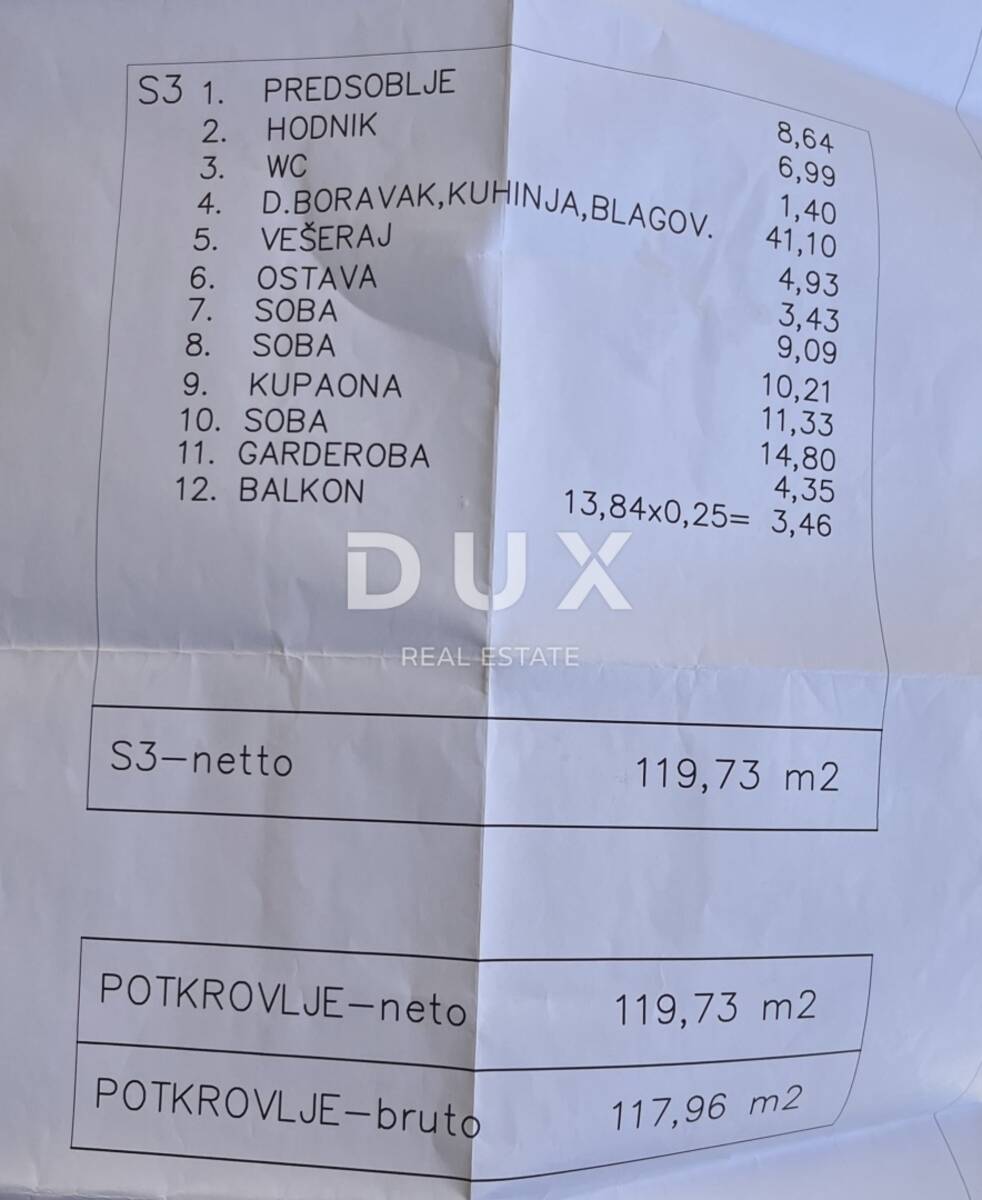 S3 1. PREDSOBLJE 8,64
2. HODNIK 6,99
3. WC 1,40
4. D.BORAVAK,KUHINJA,BLAGOV. 41,10
5. VEŠERAJ 4,93
6. OSTAVA 3,43
7. SOBA 9,09
8. SOBA 10,21
9. KUPAONA 11,33
10. SOBA 14,80
11. GARDEROBA 4,35
12. BALKON 13,84x0,25= 3,46
DUX
REAL ESTATE
S3-netto 119,73 m2
POTKROVLJE-neto 119,73 m2
POTKROVLJE-bruto 117,96 m2